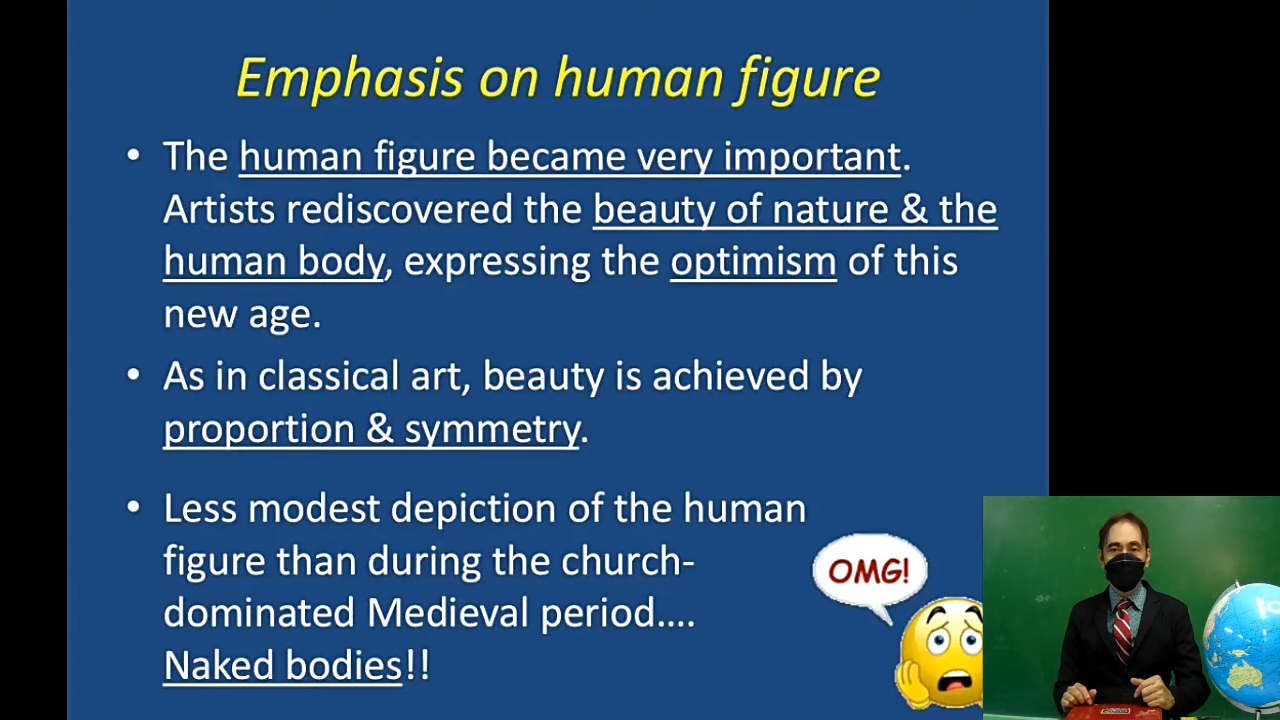 Emphasis on human figure
• The human figure became very important.
Artists rediscovered the beauty of nature & the
human body, expressing the optimism of this
new age.
• As in classical art, beauty is achieved by
proportion & symmetry.
• Less modest depiction of the human
figure than during the church-
dominated Medieval period....
Naked bodies!!
OMG!